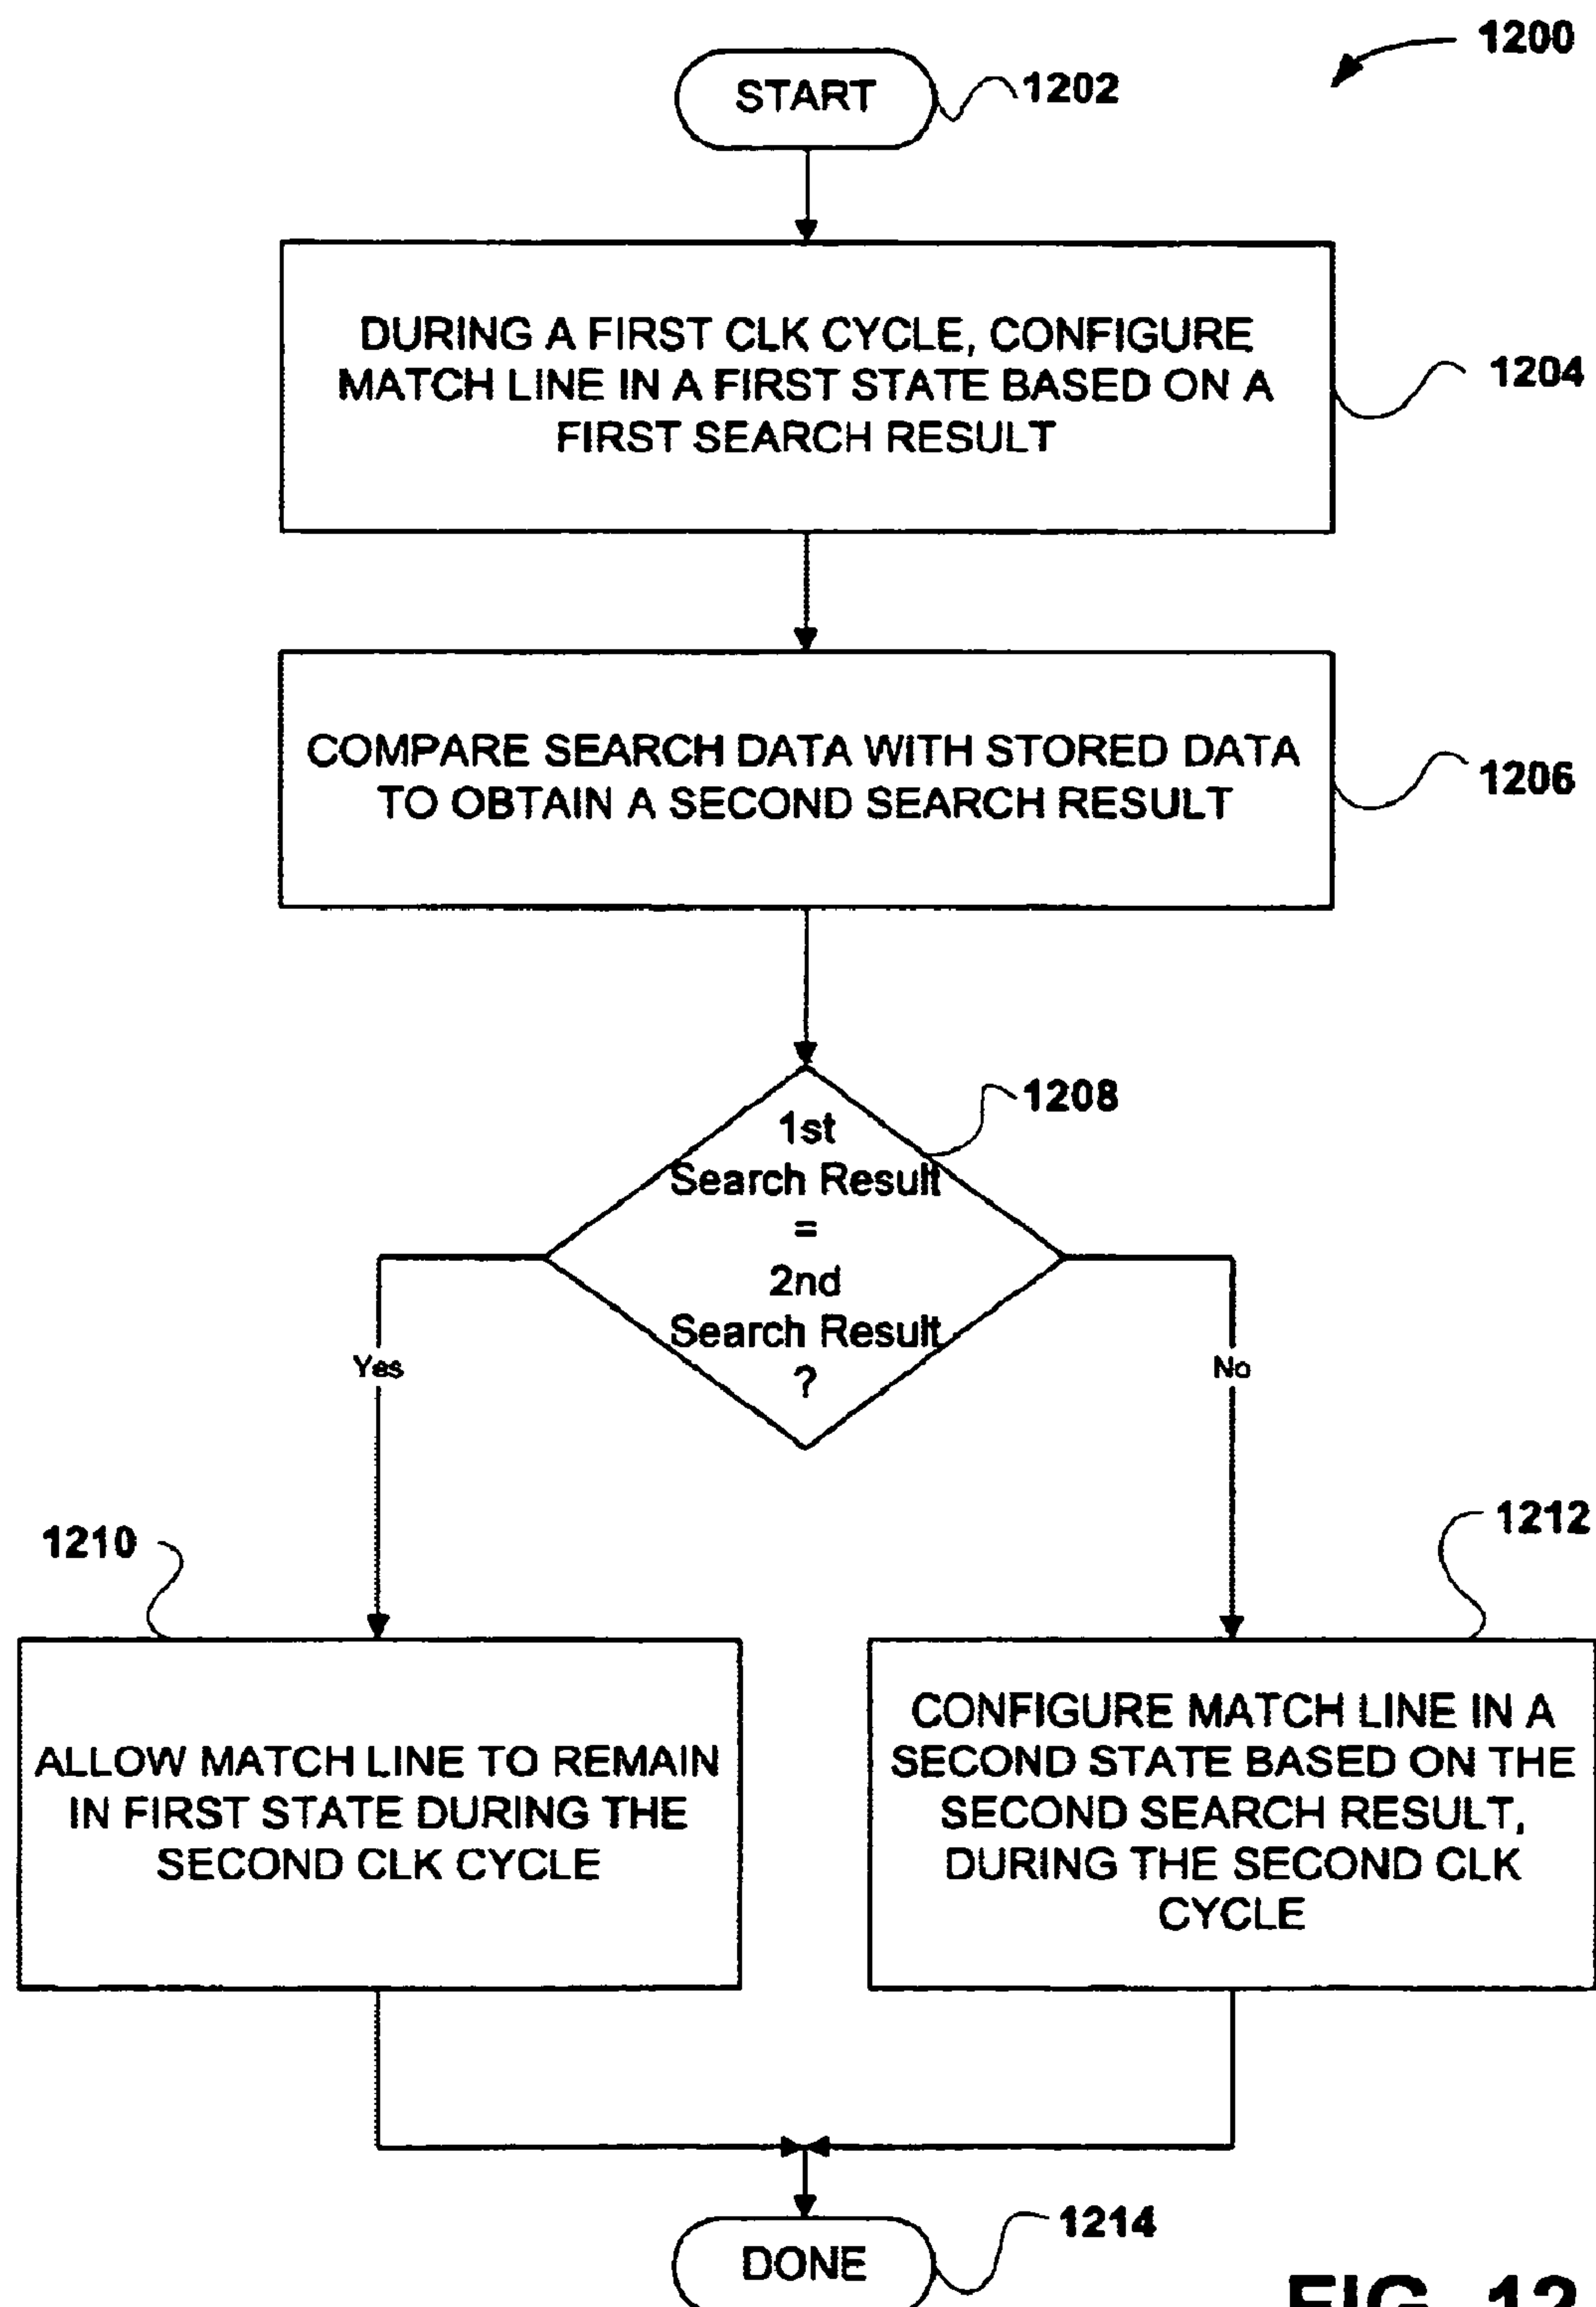 1200
START
1202
DURING A FIRST CLK CYCLE, CONFIGURE
MATCH LINE IN A FIRST STATE BASED ON A
FIRST SEARCH RESULT
1204
COMPARE SEARCH DATA WITH STORED DATA
TO OBTAIN A SECOND SEARCH RESULT
1206
1208
1st
Search Result
=
2nd
Search Result
?
Yes
No
1210
1212
ALLOW MATCH LINE TO REMAIN
IN FIRST STATE DURING THE
SECOND CLK CYCLE
CONFIGURE MATCH LINE IN A
SECOND STATE BASED ON THE
SECOND SEARCH RESULT,
DURING THE SECOND CLK
CYCLE
1214
DONE
FIG. 12